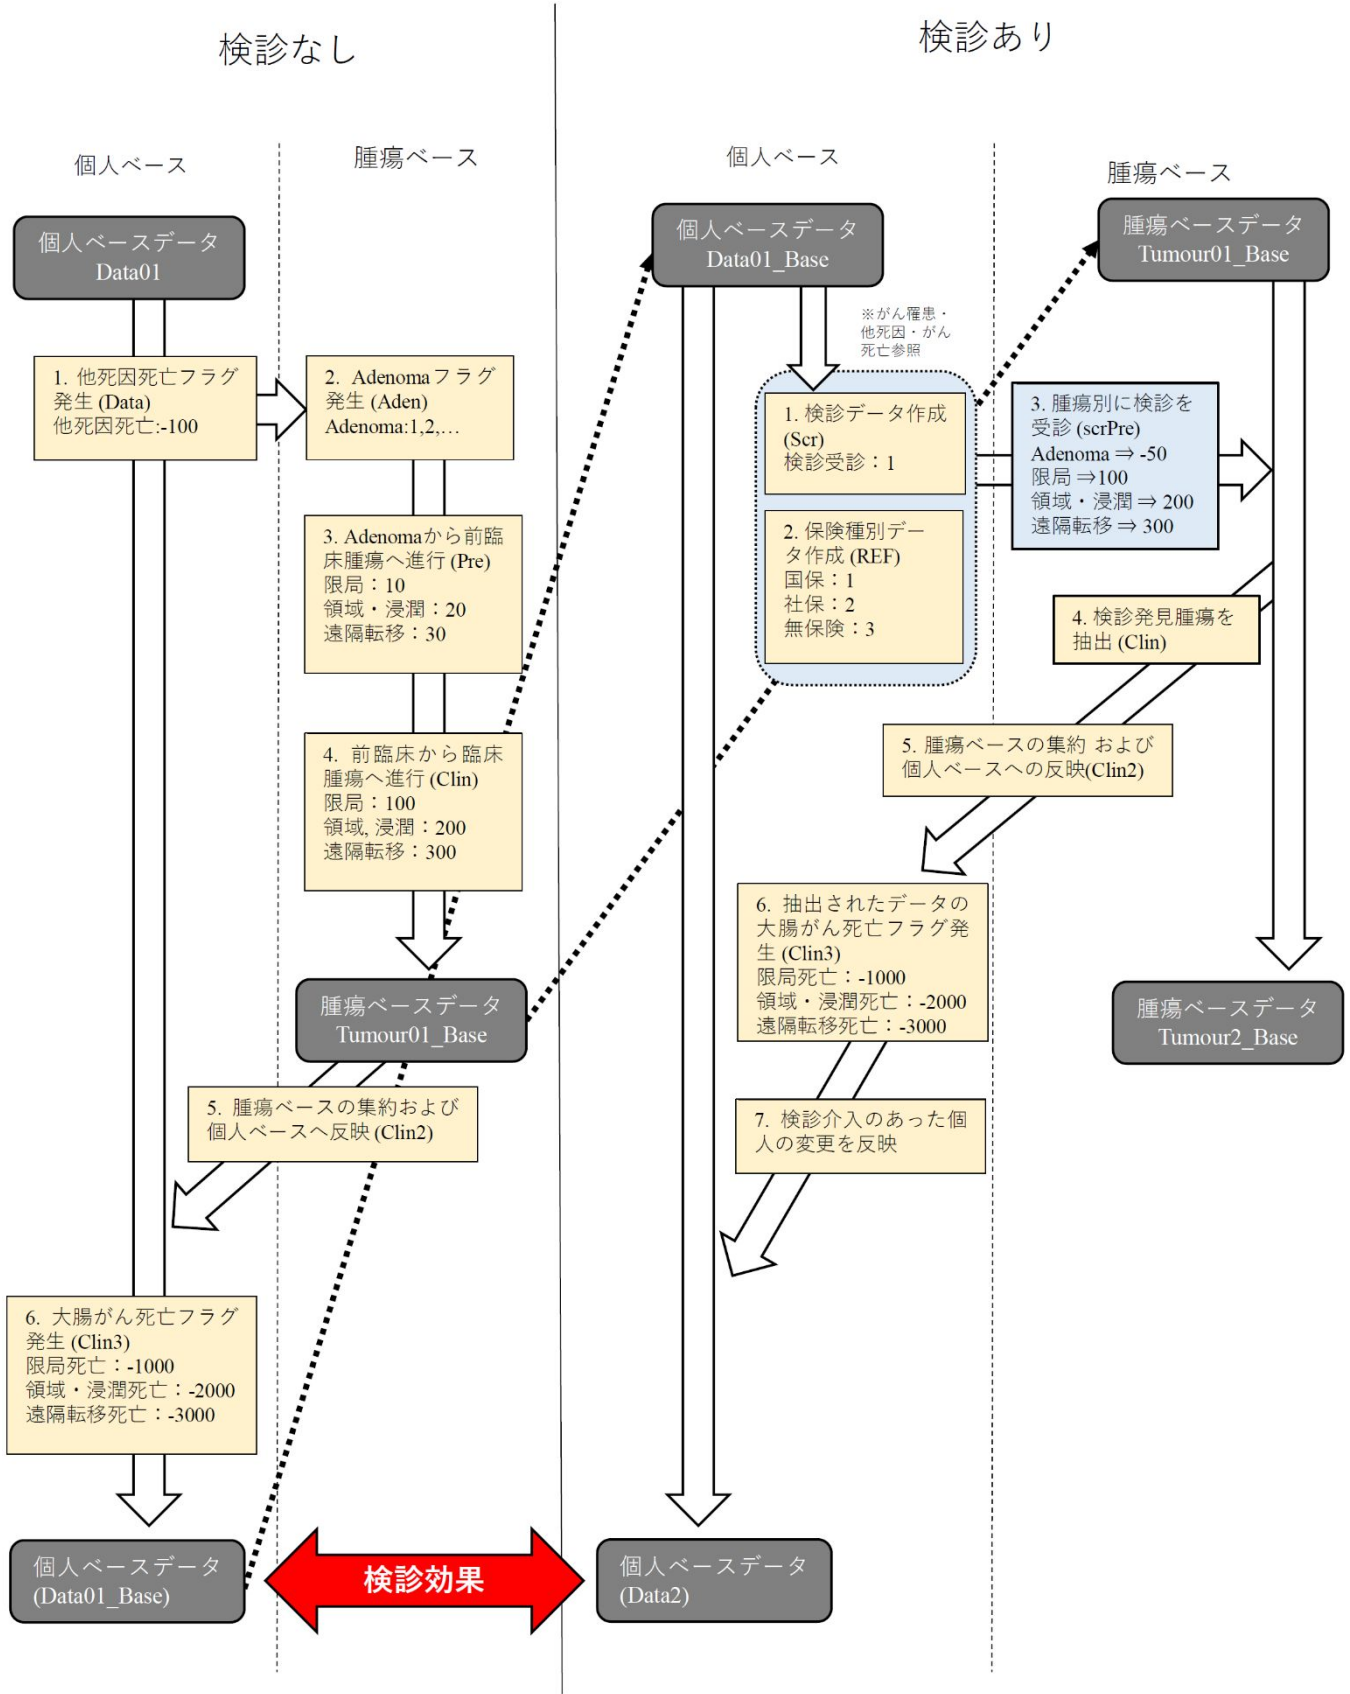 検診なし
個人ベース
腫瘍ベース
個人ベースデータ
Data01
1. 他死因死亡フラグ
発生 (Data)
他死因死亡:-100
2. Adenomaフラグ
発生 (Aden)
Adenoma:1,2,…
3. Adenomaから前臨
床腫瘍へ進行 (Pre)
限局：10
領域・浸潤：20
遠隔転移：30
4. 前臨床から臨床
腫瘍へ進行 (Clin)
限局：100
領域, 浸潤：200
遠隔転移：300
腫瘍ベースデータ
Tumour01_Base
5. 腫瘍ベースの集約および
個人ベースへ反映 (Clin2)
6. 大腸がん死亡フラグ
発生 (Clin3)
限局死亡：-1000
領域・浸潤死亡：-2000
遠隔転移死亡：-3000
個人ベースデータ
(Data01_Base)
検診効果
検診あり
個人ベース
腫瘍ベース
個人ベースデータ
Data01_Base
腫瘍ベースデータ
Tumour01_Base
※がん罹患・
他死因・がん
死亡参照
1. 検診データ作成
(Scr)
検診受診：1
2. 保険種別デー
タ作成 (REF)
国保：1
社保：2
無保険：3
3. 腫瘍別に検診を
受診 (scrPre)
Adenoma ⇒ -50
限局 ⇒100
領域・浸潤 ⇒ 200
遠隔転移 ⇒ 300
4. 検診発見腫瘍を
抽出 (Clin)
5. 腫瘍ベースの集約 および
個人ベースへの反映(Clin2)
6. 抽出されたデータの
大腸がん死亡フラグ発
生 (Clin3)
限局死亡：-1000
領域・浸潤死亡：-2000
遠隔転移死亡：-3000
腫瘍ベースデータ
Tumour2_Base
7. 検診介入のあった個
人の変更を反映
個人ベースデータ
(Data2)